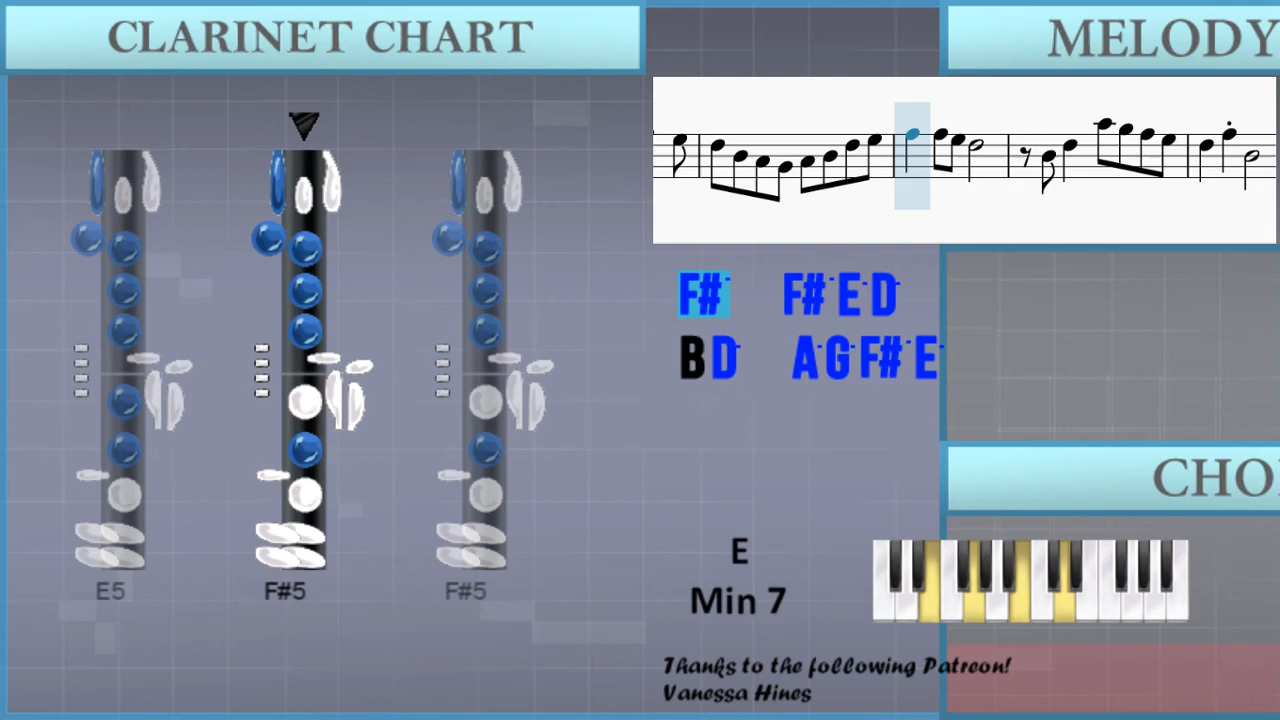 CLARINET CHART
MELODY
F# F# E D
B D A G F# E
E5 F#5 F#5
E
Min 7
CHO
Thanks to the following Patreon!
Vanessa Hines